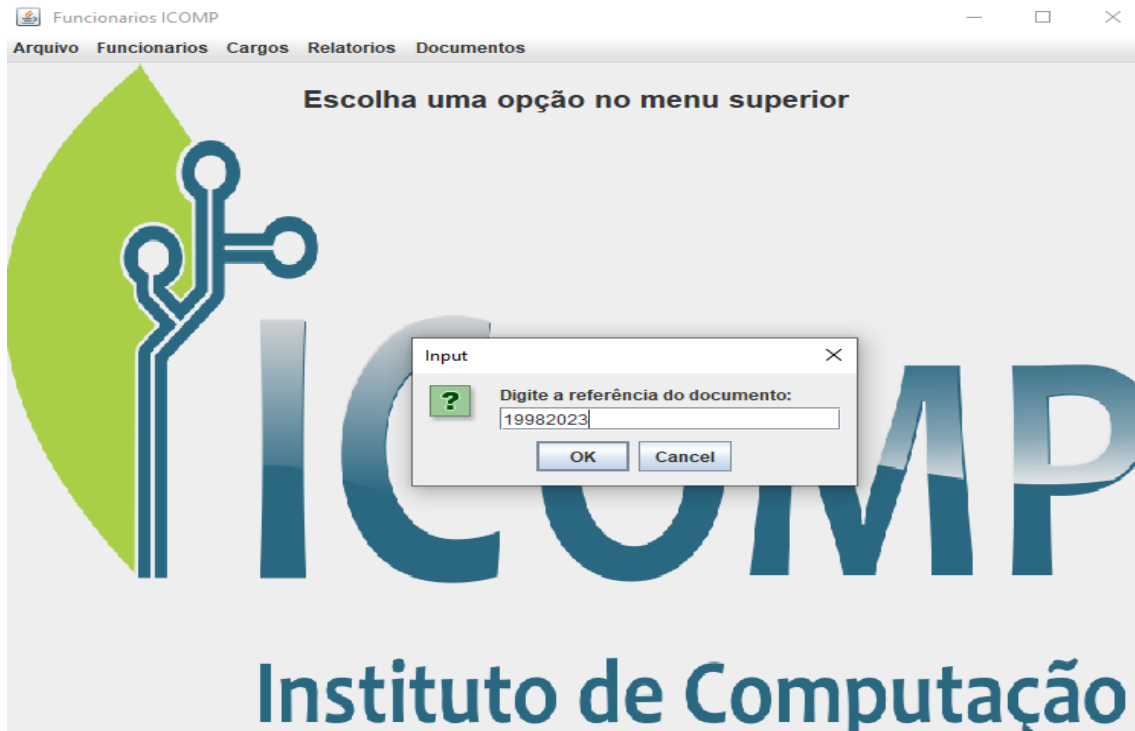 Funcionarios ICOMP
Arquivo Funcionarios Cargos Relatorios Documentos
Escolha uma opção no menu superior
Input
Digite a referência do documento:
19982023
OK Cancel
ICOMP
Instituto de Computação